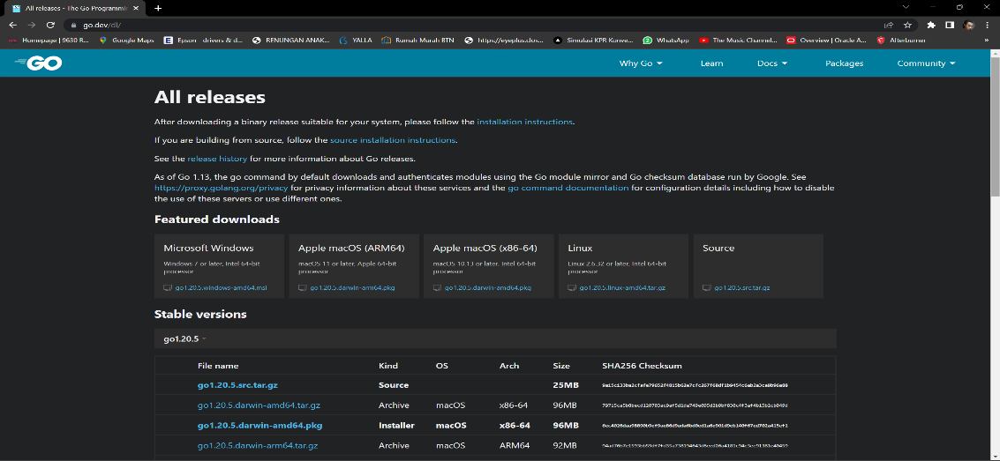 All releases - The Go Programmin
go.dev/dl/
Homepage | 9630 R...
Google Maps
Epson - drivers & d...
RENUNGAN ANAK...
YALLA
Rumah Murah BTN
https://eyeplus.dos...
Simulasi KPR Konve...
WhatsApp
The Music Channel...
Overview | Oracle A...
Afterburner
GO
Why Go
Learn
Docs
Packages
Community
All releases
After downloading a binary release suitable for your system, please follow the installation instructions.
If you are building from source, follow the source installation instructions.
See the release history for more information about Go releases.
As of Go 1.13, the go command by default downloads and authenticates modules using the Go module mirror and Go checksum database run by Google. See
https://proxy.golang.org/privacy for privacy information about these services and the go command documentation for configuration details including how to disable
the use of these servers or use different ones.
Featured downloads
Microsoft Windows
Windows 7 or later, Intel 64-bit
processor
go1.20.5.windows-amd64.msi
Apple macOS (ARM64)
macOS 11 or later, Apple 64-bit
processor
go1.20.5.darwin-arm64.pkg
Apple macOS (x86-64)
macOS 10.13 or later, Intel 64-bit
processor
go1.20.5.darwin-amd64.pkg
Linux
Linux 2.6.32 or later, Intel 64-bit
processor
go1.20.5.linux-amd64.tar.gz
Source
go1.20.5.src.tar.gz
Stable versions
go1.20.5
File name Kind OS Arch Size SHA256 Checksum
go1.20.5.src.tar.gz Source 25MB
go1.20.5.darwin-amd64.tar.gz Archive macOS x86-64 96MB
go1.20.5.darwin-amd64.pkg Installer macOS x86-64 96MB
go1.20.5.darwin-arm64.tar.gz Archive macOS ARM64 92MB